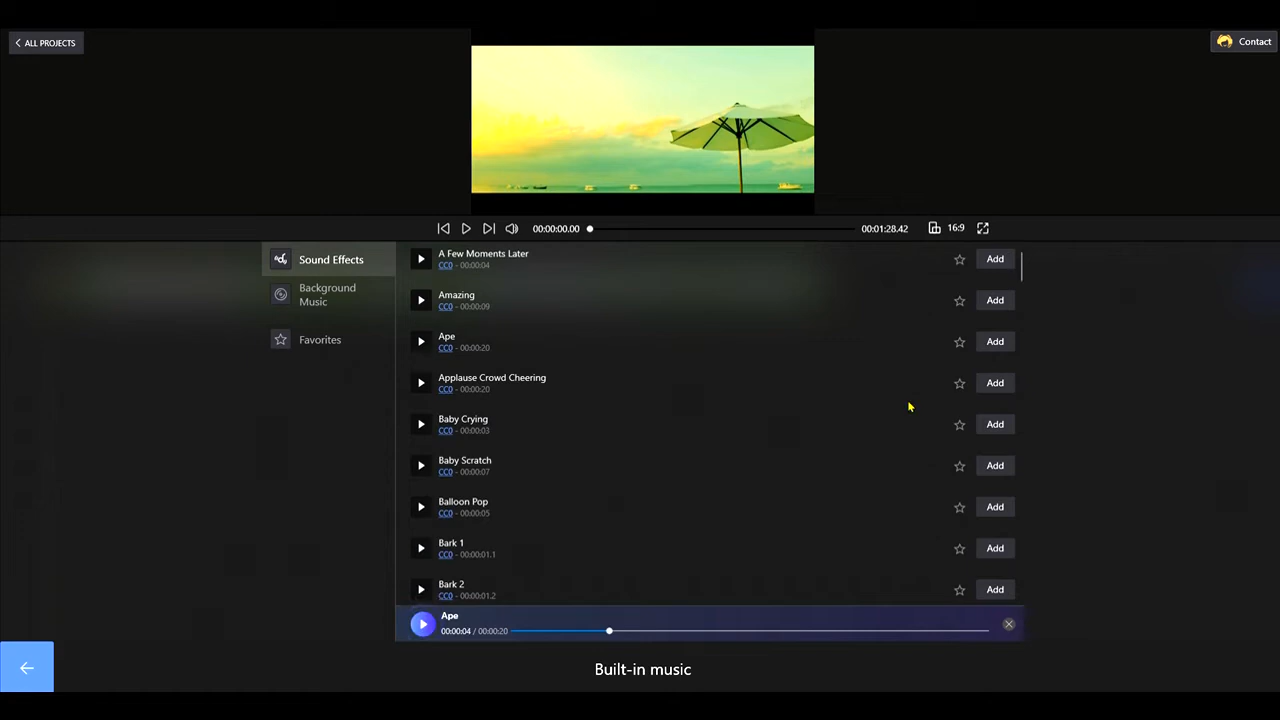 ALL PROJECTS
Contact
00:00:00.00
00:01:28.42
16:9
Sound Effects
Background
Music
Favorites
A Few Moments Later
CC0 - 00:00:04
Add
Amazing
CC0 - 00:00:09
Add
Ape
CC0 - 00:00:20
Add
Applause Crowd Cheering
CC0 - 00:00:20
Add
Baby Crying
CC0 - 00:00:03
Add
Baby Scratch
CC0 - 00:00:07
Add
Balloon Pop
CC0 - 00:00:05
Add
Bark 1
CC0 - 00:00:01.1
Add
Bark 2
CC0 - 00:00:01.2
Add
Ape
00:00:04 / 00:00:20
Built-in music